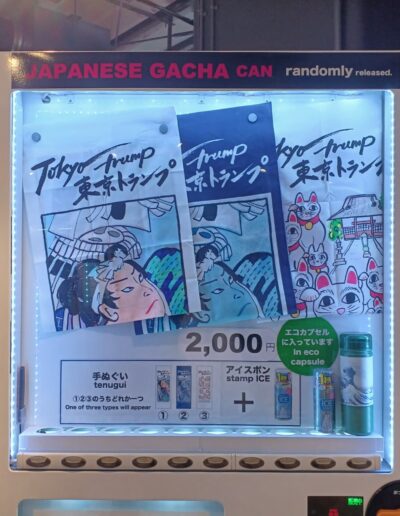 JAPANESE GACHA CAN randomly released.
Tokyo Trump
東京トランプ
Trump
東京トランプ
kyo Trump
東京トランプ
2,000円
エコカプセル
に入っています
in eco
capsule
手ぬぐい
tenugui
①②③のうちどれか一つ
One of three types will appear
① ② ③
+
アイスポン
stamp ICE